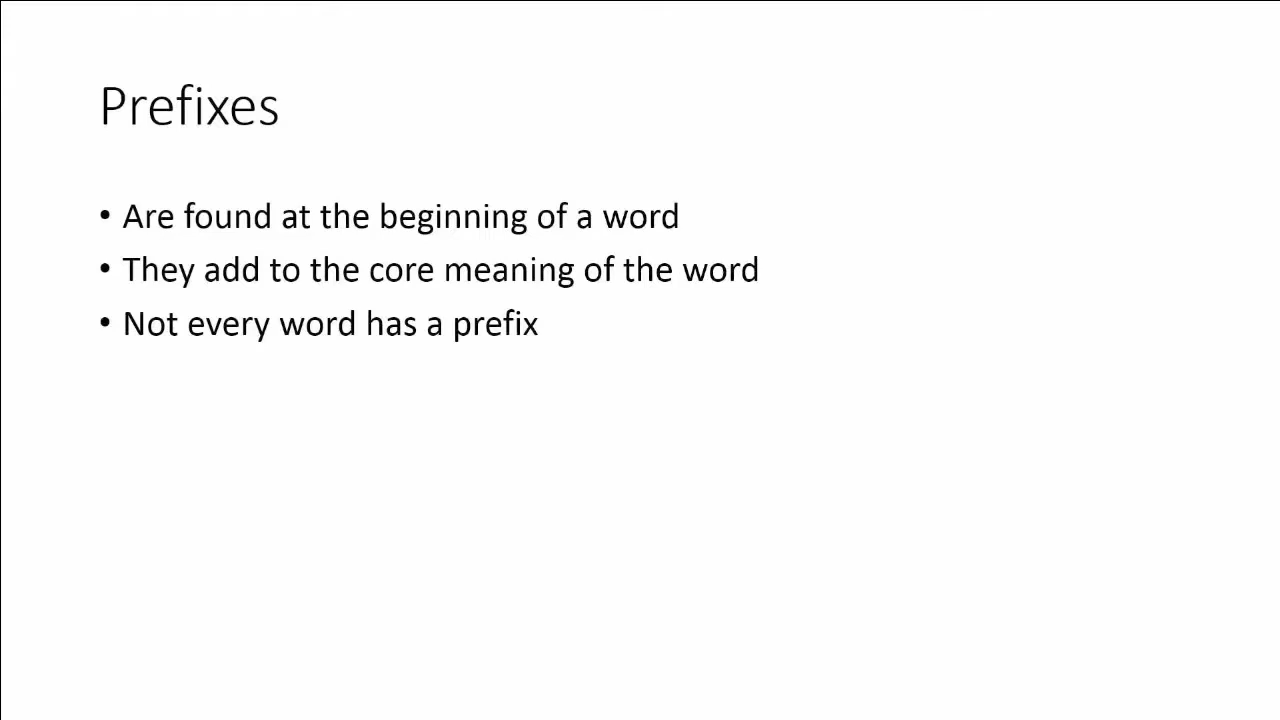 Prefixes
• Are found at the beginning of a word
• They add to the core meaning of the word
• Not every word has a prefix